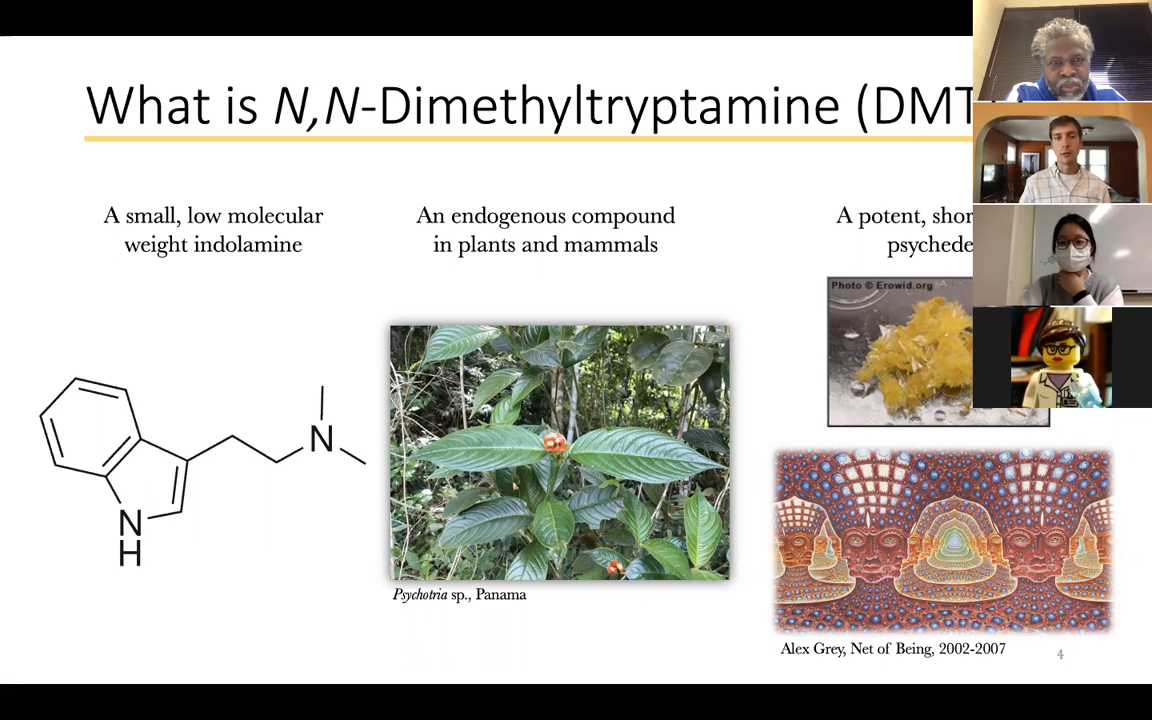 What is N,N-Dimethyltryptamine (DMT
A small, low molecular
weight indolamine
An endogenous compound
in plants and mammals
A potent, shor
psychede
Photo © Erowid.org
N
N
H
Psychotria sp., Panama
Alex Grey, Net of Being, 2002-2007
4